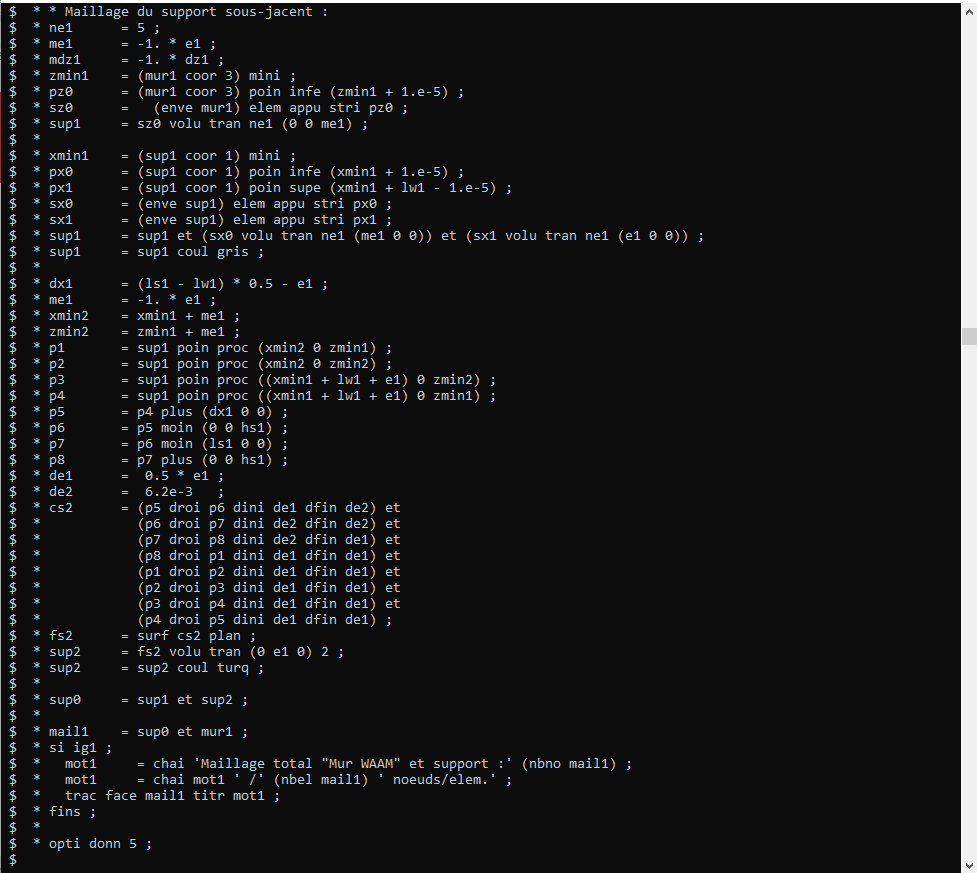 $  * * Maillage du support sous-jacent :
$  * ne1      = 5 ;
$  * me1      = -1. * e1 ;
$  * mdz1     = -1. * dz1 ;
$  * zmin1    = (mur1 coor 3) mini ;
$  * pz0      = (mur1 coor 3) poin infe (zmin1 + 1.e-5) ;
$  * sz0      =   (enve mur1) elem appu stri pz0 ;
$  * sup1     = sz0 volu tran ne1 (0 0 me1) ;
$  *
$  * xmin1    = (sup1 coor 1) mini ;
$  * px0      = (sup1 coor 1) poin infe (xmin1 + 1.e-5) ;
$  * px1      = (sup1 coor 1) poin supe (xmin1 + lw1 - 1.e-5) ;
$  * sx0      = (enve sup1) elem appu stri px0 ;
$  * sx1      = (enve sup1) elem appu stri px1 ;
$  * sup1     = sup1 et (sx0 volu tran ne1 (me1 0 0)) et (sx1 volu tran ne1 (e1 0 0)) ;
$  * sup1     = sup1 coul gris ;
$  *
$  * dx1      = (ls1 - lw1) * 0.5 - e1 ;
$  * me1      = -1. * e1 ;
$  * xmin2    = xmin1 + me1 ;
$  * zmin2    = zmin1 + me1 ;
$  * p1       = sup1 poin proc (xmin2 0 zmin1) ;
$  * p2       = sup1 poin proc (xmin2 0 zmin2) ;
$  * p3       = sup1 poin proc ((xmin1 + lw1 + e1) 0 zmin2) ;
$  * p4       = sup1 poin proc ((xmin1 + lw1 + e1) 0 zmin1) ;
$  * p5       = p4 plus (dx1 0 0) ;
$  * p6       = p5 moin (0 0 hs1) ;
$  * p7       = p6 moin (ls1 0 0) ;
$  * p8       = p7 plus (0 0 hs1) ;
$  * de1      =  0.5 * e1 ;
$  * de2      =  6.2e-3   ;
$  * cs2      = (p5 droi p6 dini de1 dfin de2) et
$  *            (p6 droi p7 dini de2 dfin de2) et
$  *            (p7 droi p8 dini de2 dfin de1) et
$  *            (p8 droi p1 dini de1 dfin de1) et
$  *            (p1 droi p2 dini de1 dfin de1) et
$  *            (p2 droi p3 dini de1 dfin de1) et
$  *            (p3 droi p4 dini de1 dfin de1) et
$  *            (p4 droi p5 dini de1 dfin de1) ;
$  * fs2      = surf cs2 plan ;
$  * sup2     = fs2 volu tran (0 e1 0) 2 ;
$  * sup2     = sup2 coul turq ;
$  *
$  * sup0     = sup1 et sup2 ;
$  *
$  * mail1    = sup0 et mur1 ;
$  * si ig1 ;
$  *   mot1     = chai 'Maillage total "Mur WAAM" et support :' (nbno mail1) ;
$  *   mot1     = chai mot1 ' /' (nbel mail1) ' noeuds/elem.' ;
$  *   trac face mail1 titr mot1 ;
$  * fins ;
$  *
$  * opti donn 5 ;
$